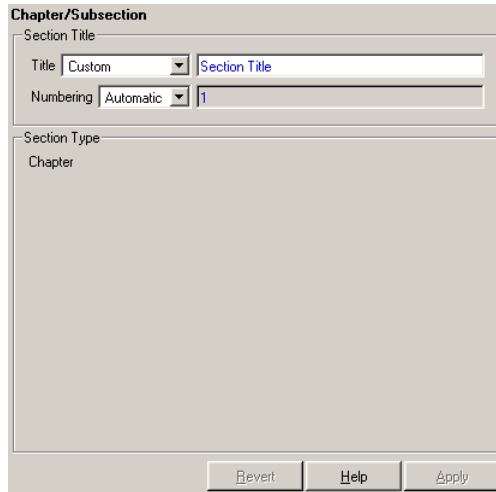 Chapter/Subsection
Section Title
Title Custom Section Title
Numbering Automatic 1
Section Type
Chapter
Revert Help Apply